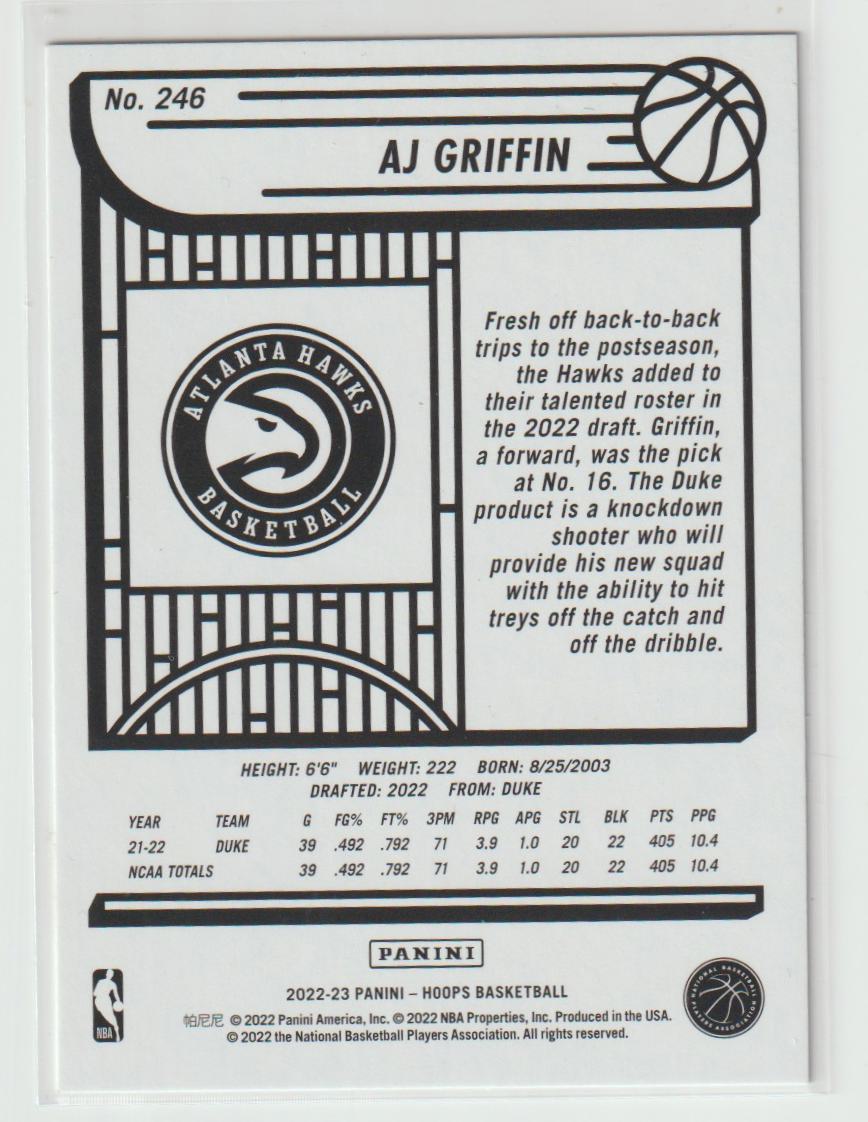 No. 246
AJ GRIFFIN
ATLANTA HAWKS
BASKETBALL
Fresh off back-to-back
trips to the postseason,
the Hawks added to
their talented roster in
the 2022 draft. Griffin,
a forward, was the pick
at No. 16. The Duke
product is a knockdown
shooter who will
provide his new squad
with the ability to hit
treys off the catch and
off the dribble.
HEIGHT: 6'6" WEIGHT: 222 BORN: 8/25/2003
DRAFTED: 2022 FROM: DUKE
YEAR TEAM G FG% FT% 3PM RPG APG STL BLK PTS PPG
21-22 DUKE 39 .492 .792 71 3.9 1.0 20 22 405 10.4
NCAA TOTALS 39 .492 .792 71 3.9 1.0 20 22 405 10.4
PANINI
NBA
2022-23 PANINI – HOOPS BASKETBALL
帕尼尼 © 2022 Panini America, Inc. © 2022 NBA Properties, Inc. Produced in the USA.
© 2022 the National Basketball Players Association. All rights reserved.
NATIONAL BASKETBALL
PLAYERS ASSOCIATION